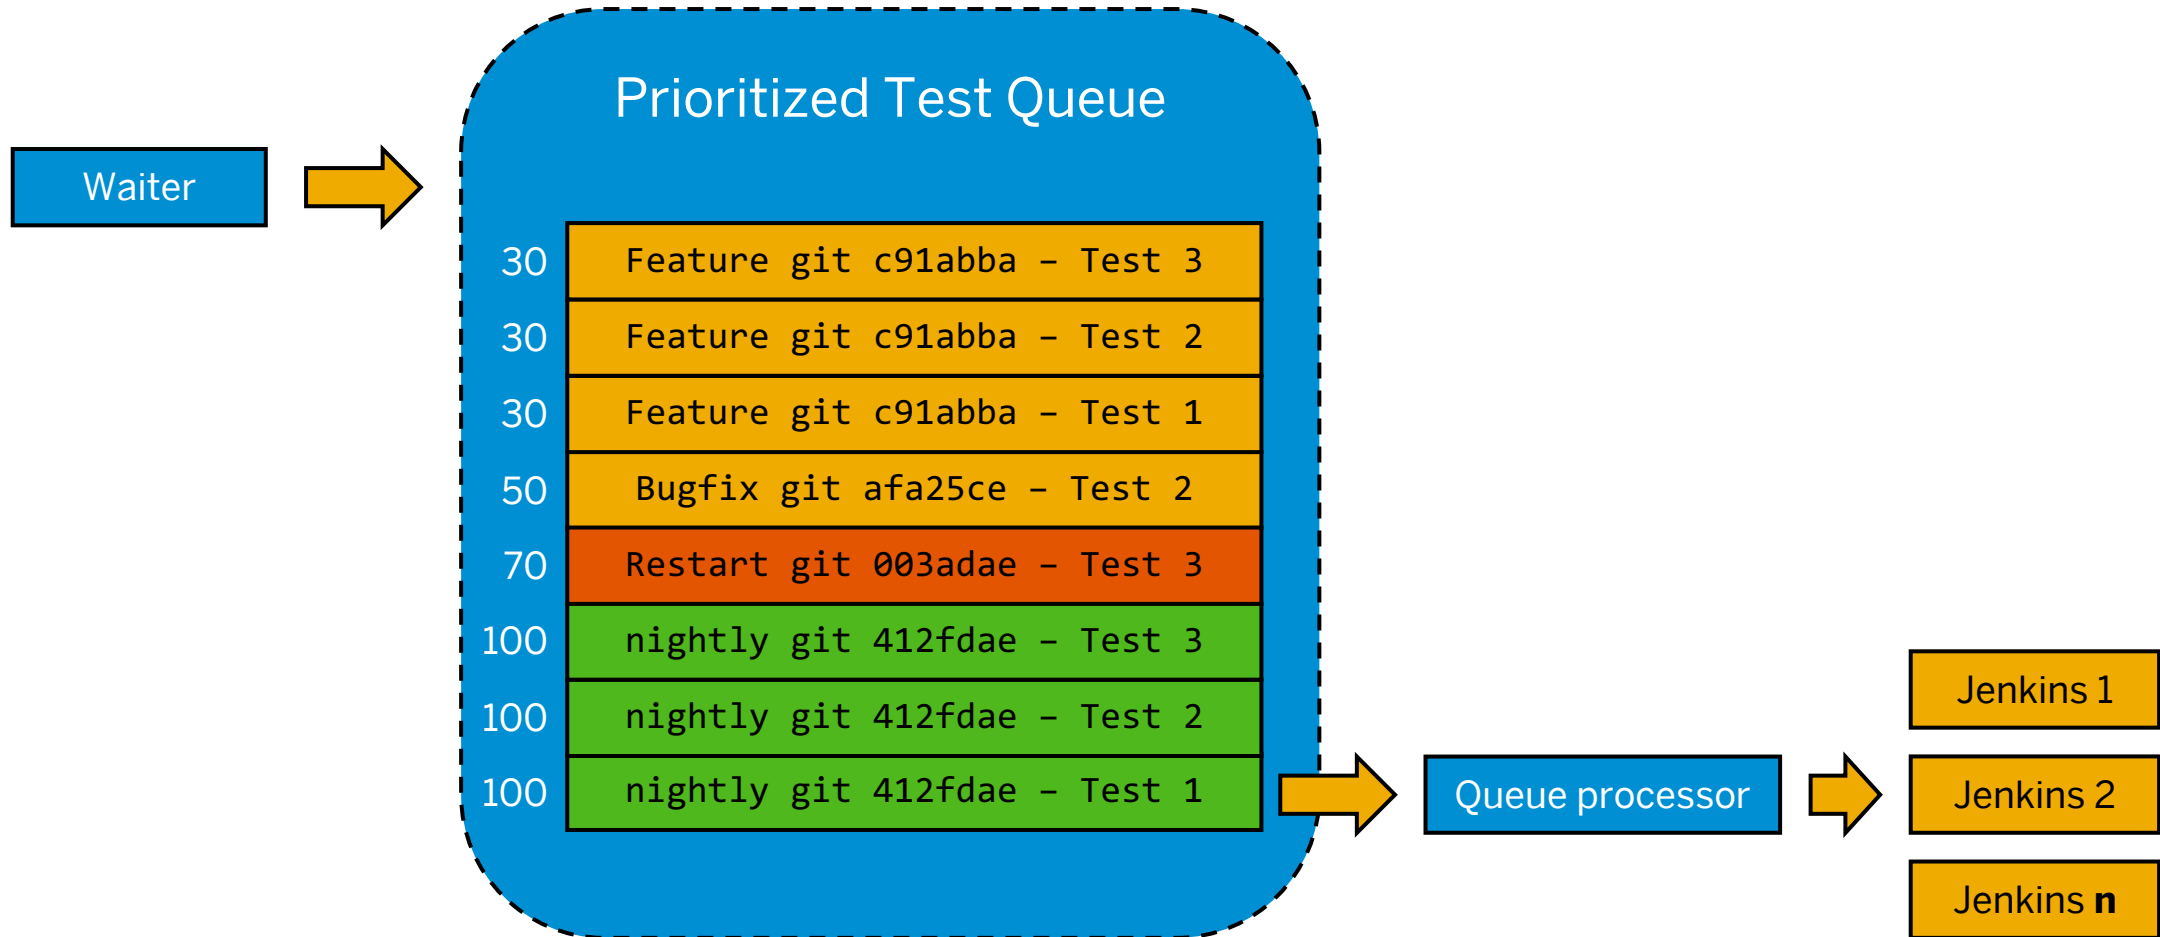 Prioritized Test Queue
Waiter
30 Feature git c91abba – Test 3
30 Feature git c91abba – Test 2
30 Feature git c91abba – Test 1
50 Bugfix git afa25ce – Test 2
70 Restart git 003adae – Test 3
100 nightly git 412fdae – Test 3
100 nightly git 412fdae – Test 2
100 nightly git 412fdae – Test 1
Queue processor
Jenkins 1
Jenkins 2
Jenkins n